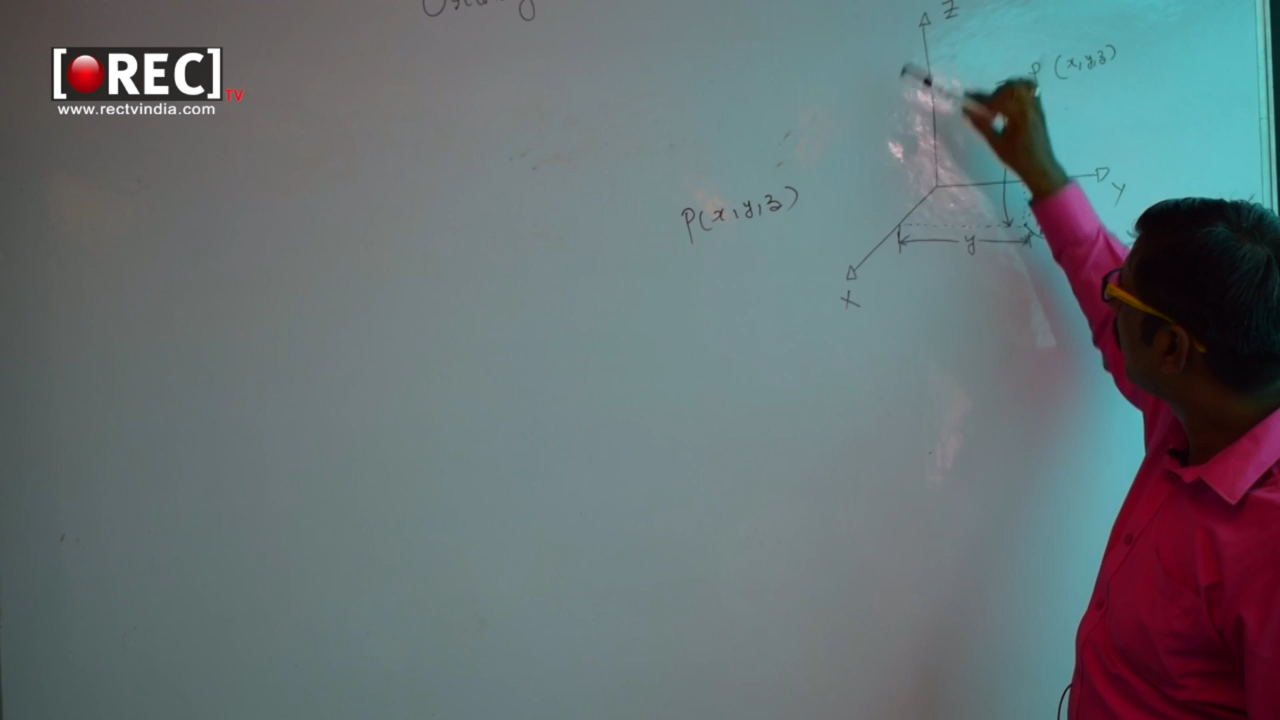 [REC]
TV
www.rectvindia.com
Z
P (x,y,z)
P(x,y,z)
Y
y
X